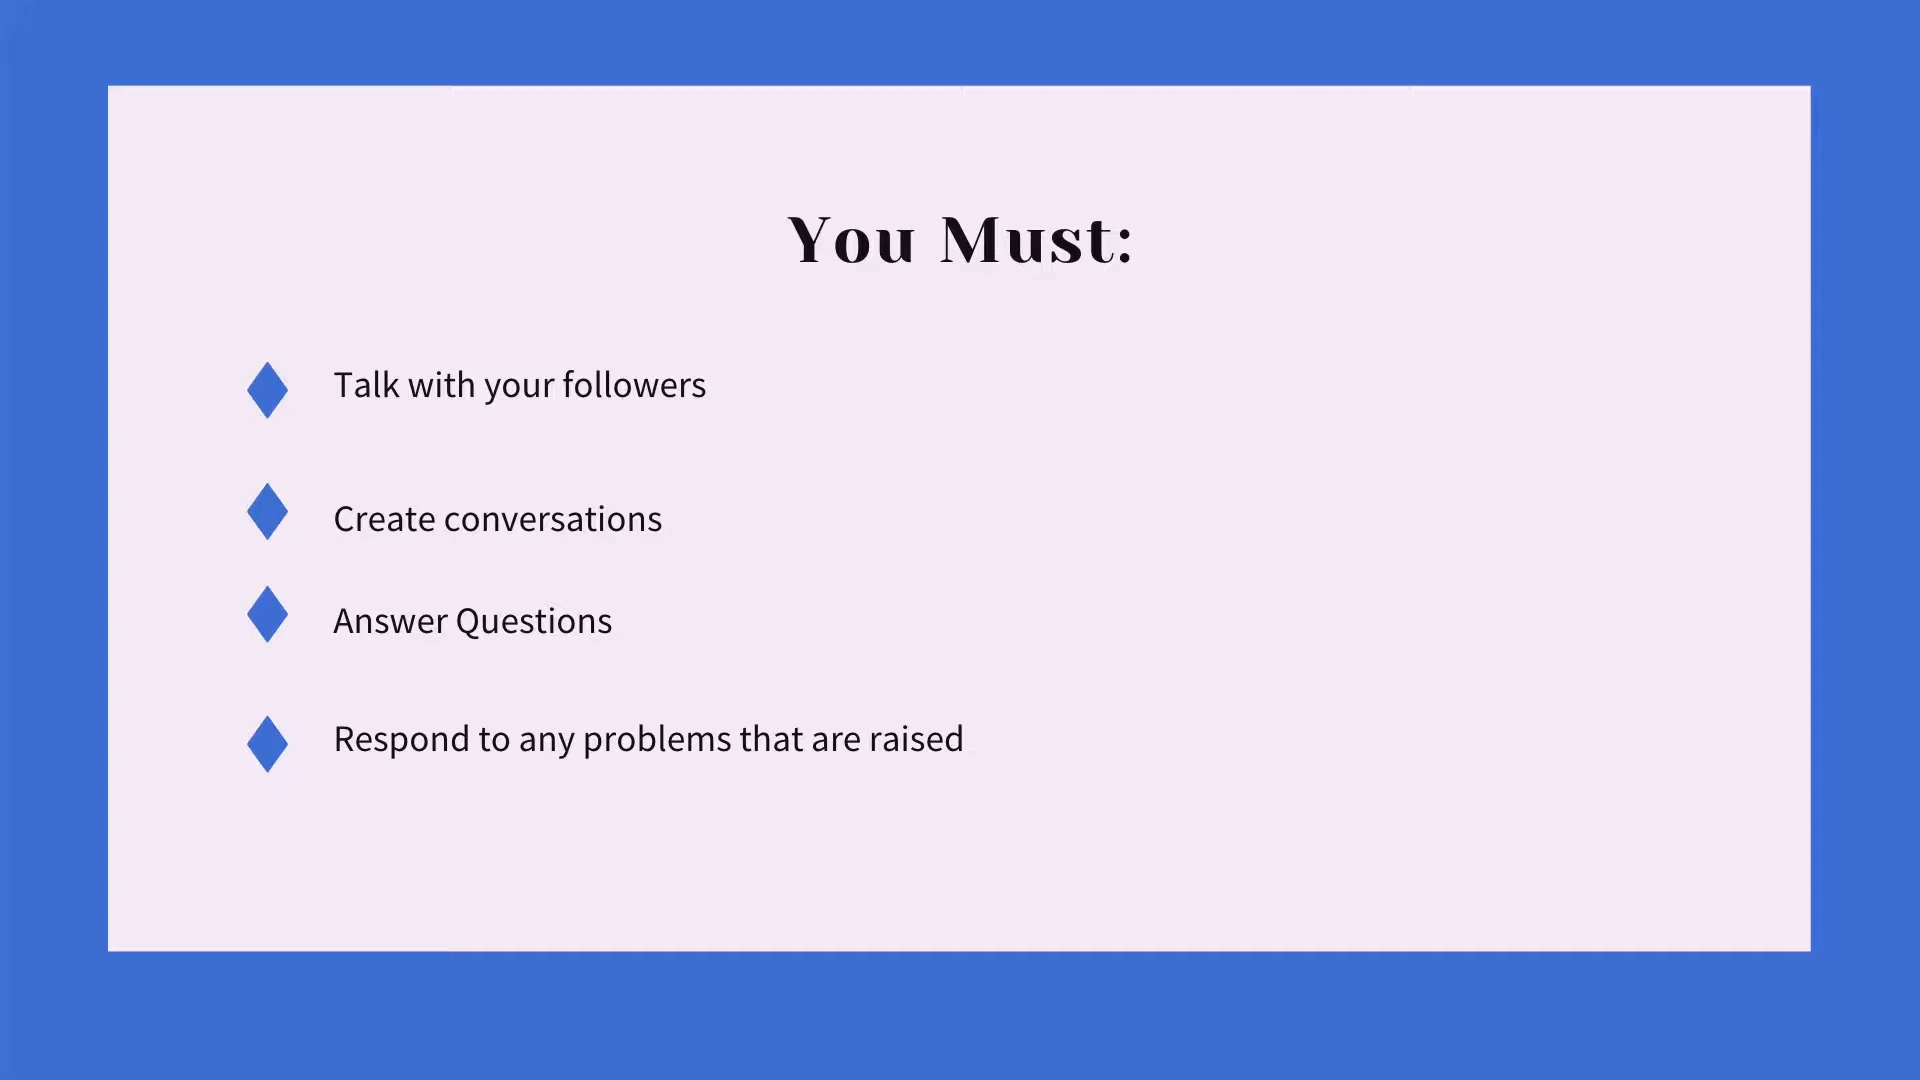 You Must:
Talk with your followers
Create conversations
Answer Questions
Respond to any problems that are raised